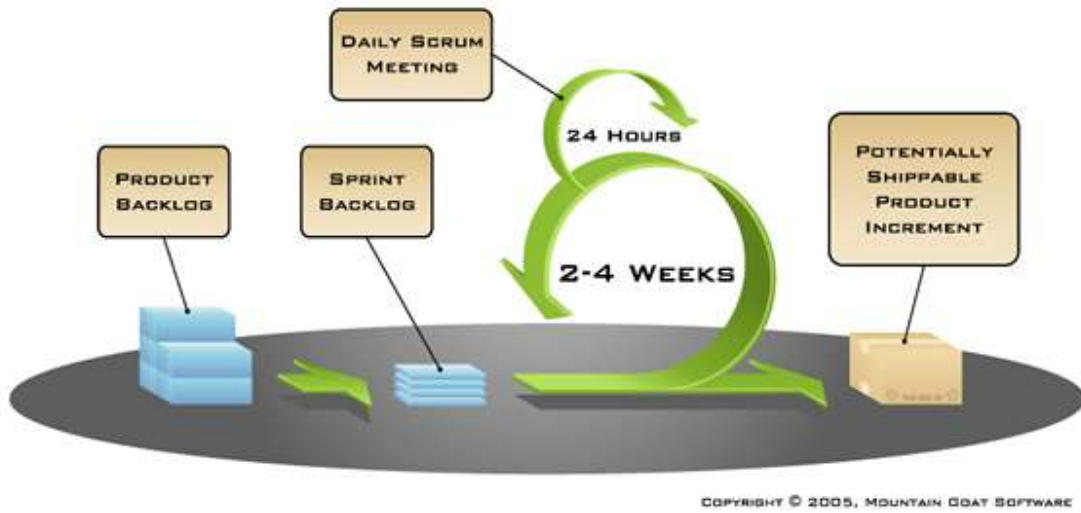 Daily Scrum
Meeting
24 Hours
Product
Backlog
Sprint
Backlog
Potentially
Shippable
Product
Increment
2-4 Weeks
Copyright © 2005, Mountain Goat Software